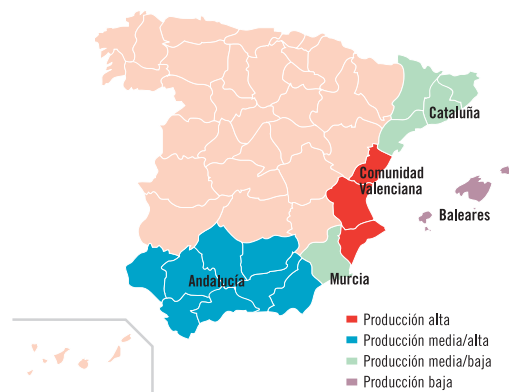 Cataluña
Comunidad
Valenciana
Baleares
Andalucía
Murcia
Producción alta
Producción media/alta
Producción media/baja
Producción baja